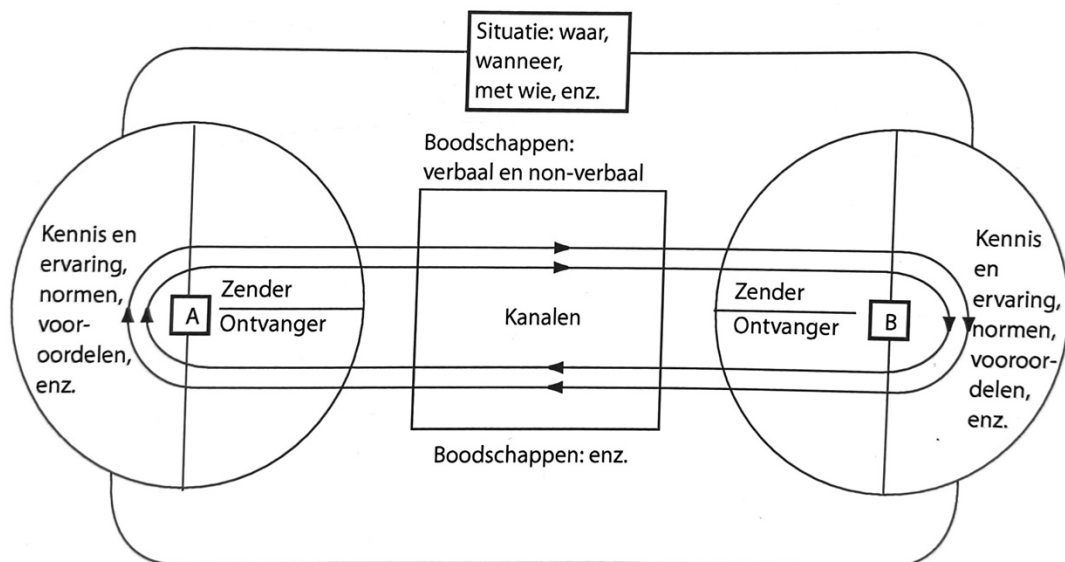 Situatie: waar,
wanneer,
met wie, enz.
Boodschappen:
verbaal en non-verbaal
Kennis en
ervaring,
normen,
voor-
oordelen,
enz.
A
Zender
Ontvanger
Kanalen
Zender
Ontvanger
B
Kennis
en
ervaring,
normen,
vooroor-
delen,
enz.
Boodschappen: enz.